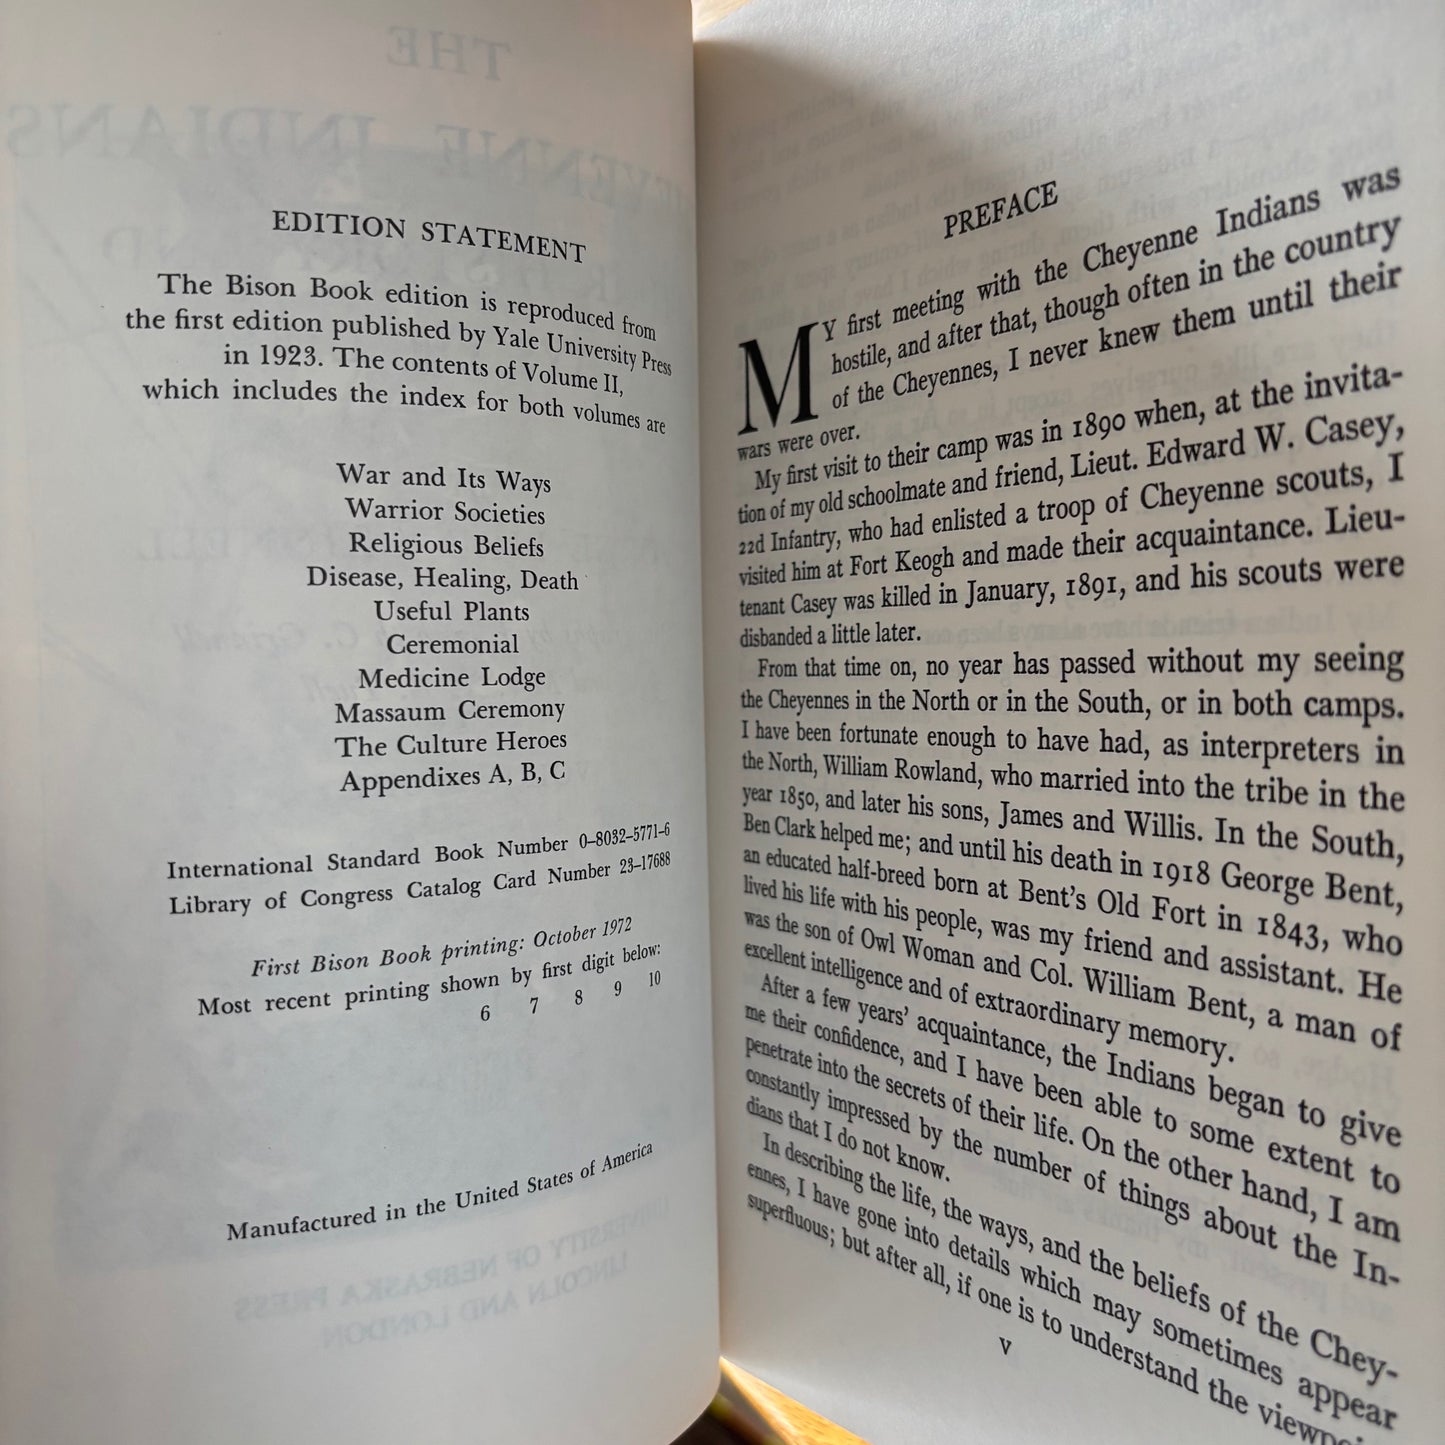 EDITION STATEMENT
The Bison Book edition is reproduced from
the first edition published by Yale University Press
in 1923. The contents of Volume II,
which includes the index for both volumes are
War and Its Ways
Warrior Societies
Religious Beliefs
Disease, Healing, Death
Useful Plants
Ceremonial
Medicine Lodge
Massaum Ceremony
The Culture Heroes
Appendixes A, B, C
International Standard Book Number 0–8032–5771–6
Library of Congress Catalog Card Number 23–17688
First Bison Book printing: October 1972
Most recent printing shown by first digit below:
6 7 8 9 10
Manufactured in the United States of America
PREFACE
MY first meeting with the Cheyenne Indians was
hostile, and after that, though often in the country
of the Cheyennes, I never knew them until their
wars were over.
My first visit to their camp was in 1890 when, at the invita-
tion of my old schoolmate and friend, Lieut. Edward W. Casey,
22d Infantry, who had enlisted a troop of Cheyenne scouts, I
visited him at Fort Keogh and made their acquaintance. Lieu-
tenant Casey was killed in January, 1891, and his scouts were
disbanded a little later.
From that time on, no year has passed without my seeing
the Cheyennes in the North or in the South, or in both camps.
I have been fortunate enough to have had, as interpreters in
the North, William Rowland, who married into the tribe in the
year 1850, and later his sons, James and Willis. In the South,
Ben Clark helped me; and until his death in 1918 George Bent,
an educated half-breed born at Bent's Old Fort in 1843, who
lived his life with his people, was my friend and assistant. He
was the son of Owl Woman and Col. William Bent, a man of
excellent intelligence and of extraordinary memory.
After a few years' acquaintance, the Indians began to give
me their confidence, and I have been able to some extent to
penetrate into the secrets of their life. On the other hand, I am
constantly impressed by the number of things about the In-
dians that I do not know.
In describing the life, the ways, and the beliefs of the Chey-
ennes, I have gone into details which may sometimes appear
superfluous; but after all, if one is to understand the
v